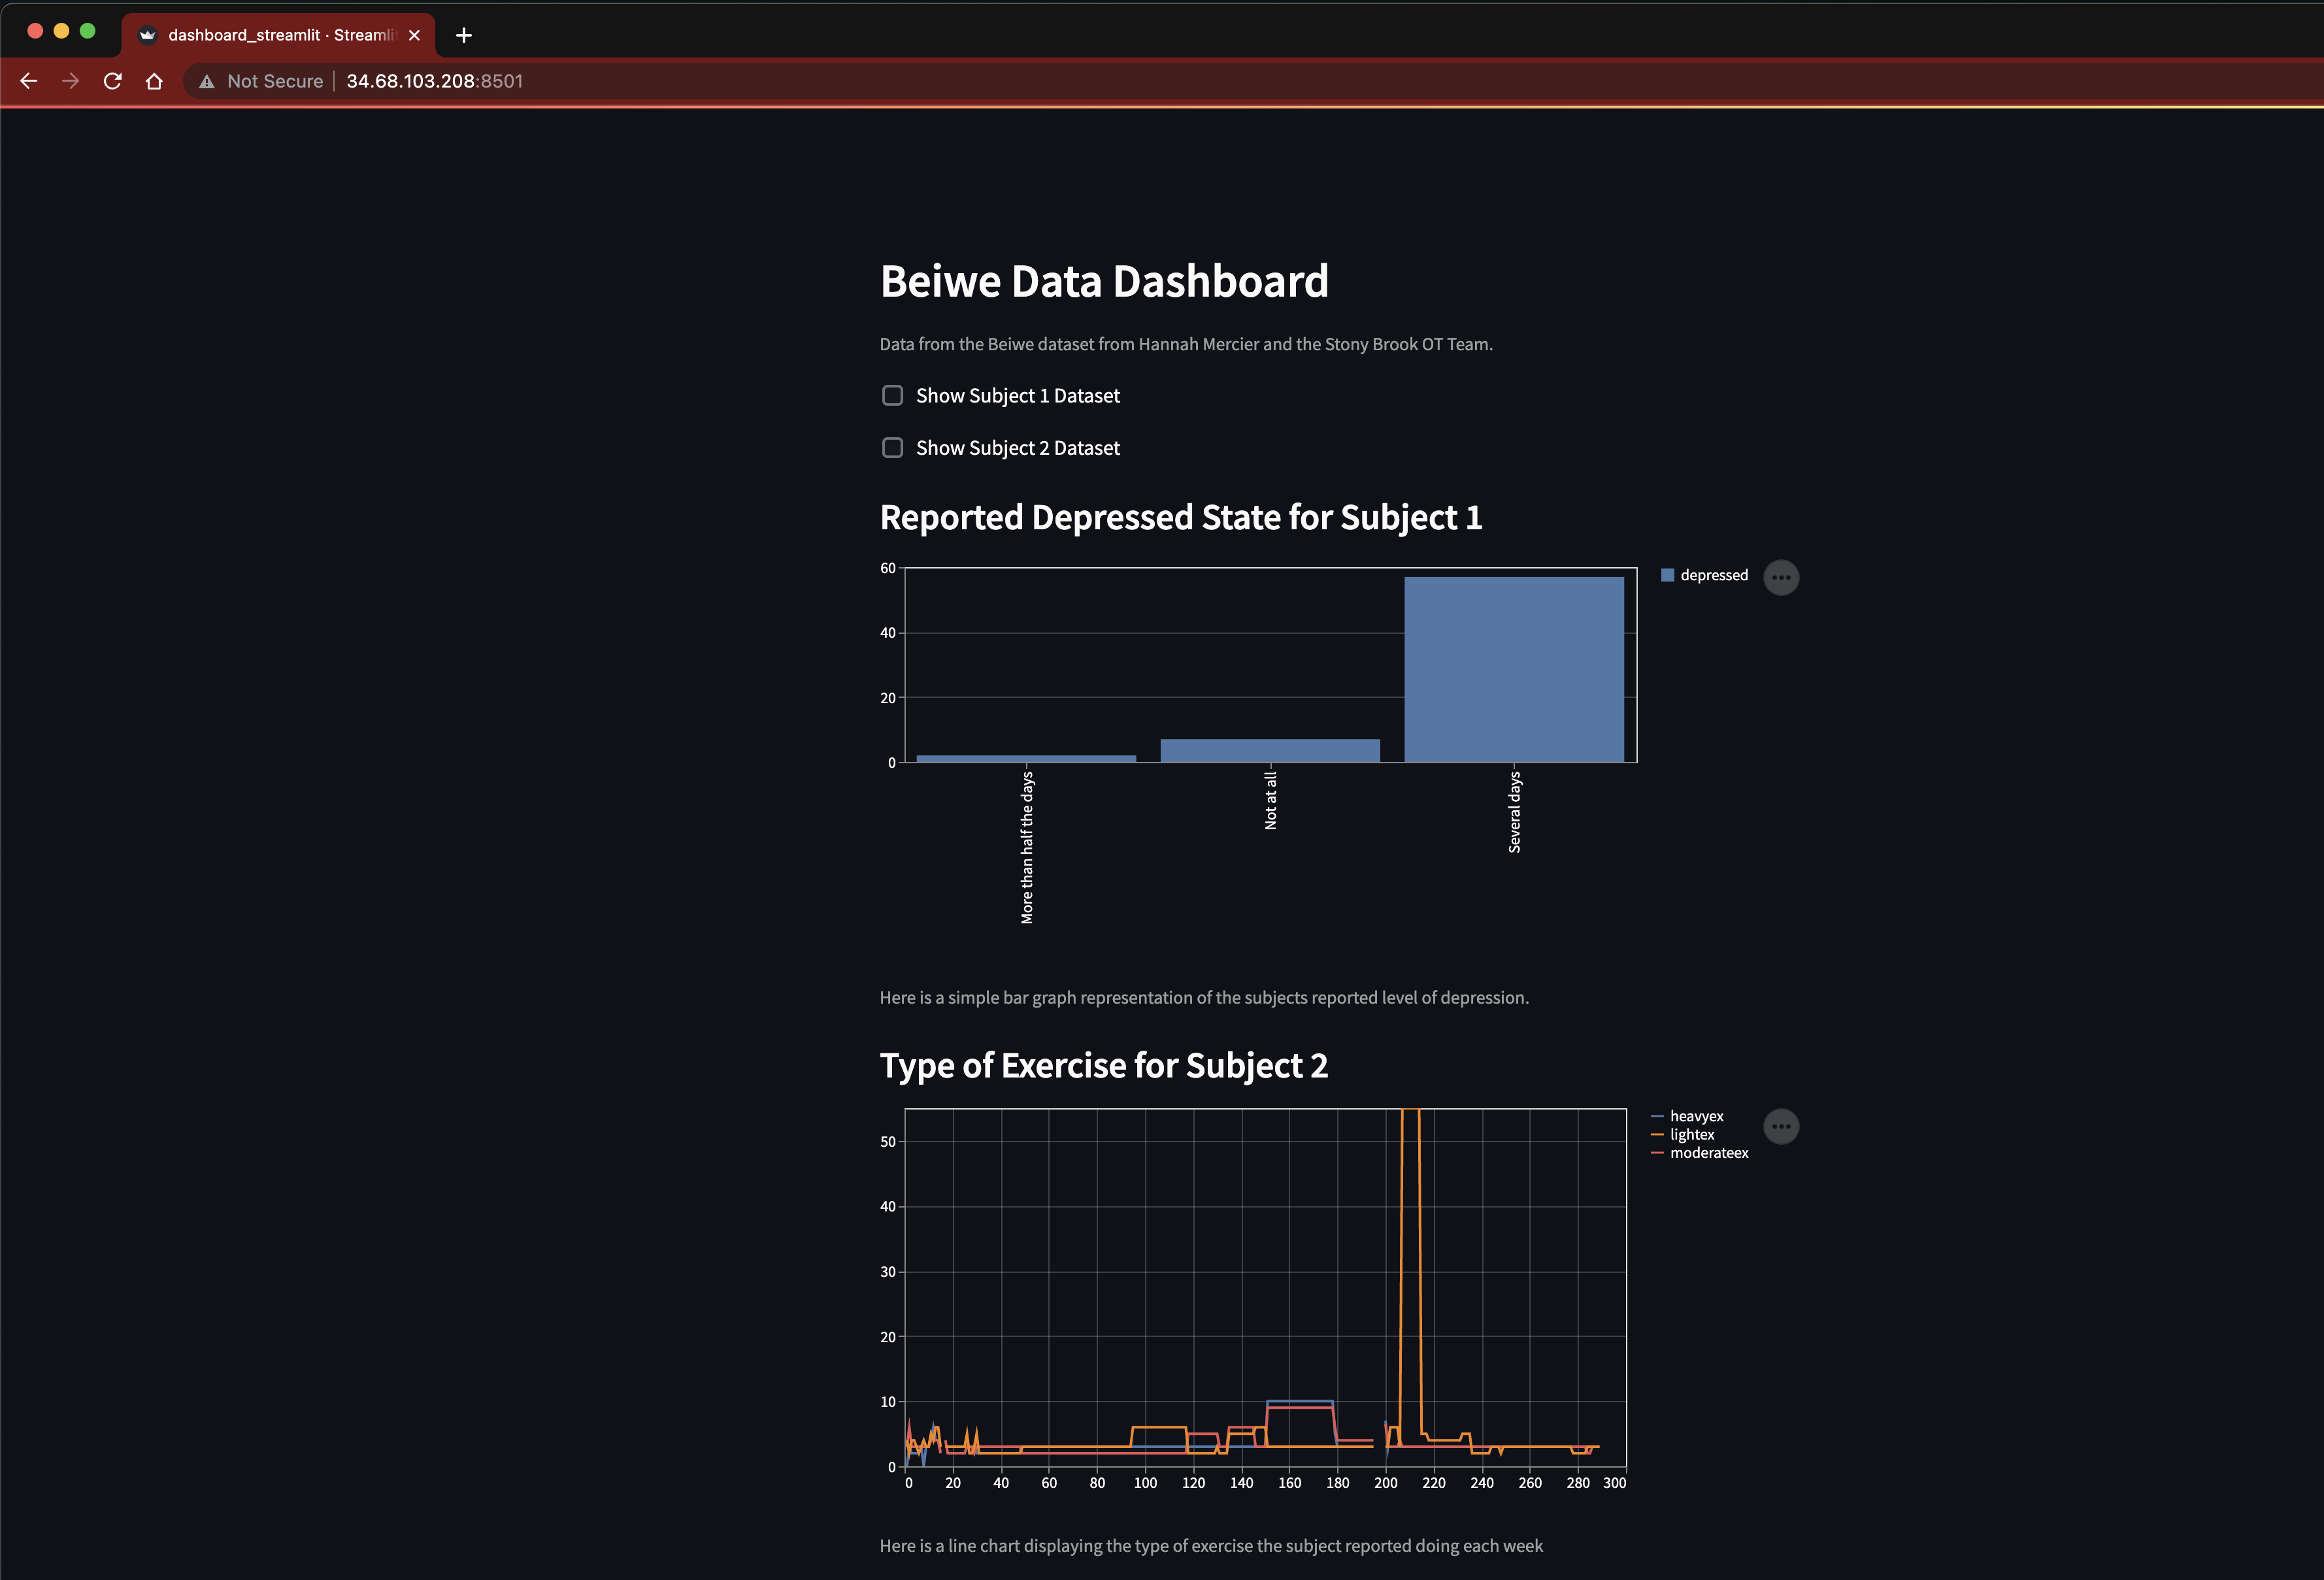 dashboard_streamlit · Streamli
Not Secure 34.68.103.208:8501
Beiwe Data Dashboard
Data from the Beiwe dataset from Hannah Mercier and the Stony Brook OT Team.
Show Subject 1 Dataset
Show Subject 2 Dataset
Reported Depressed State for Subject 1
60
40
20
0
depressed
More than half the days
Not at all
Several days
Here is a simple bar graph representation of the subjects reported level of depression.
Type of Exercise for Subject 2
50
40
30
20
10
0
heavyex
lightex
moderateex
0 20 40 60 80 100 120 140 160 180 200 220 240 260 280 300
Here is a line chart displaying the type of exercise the subject reported doing each week